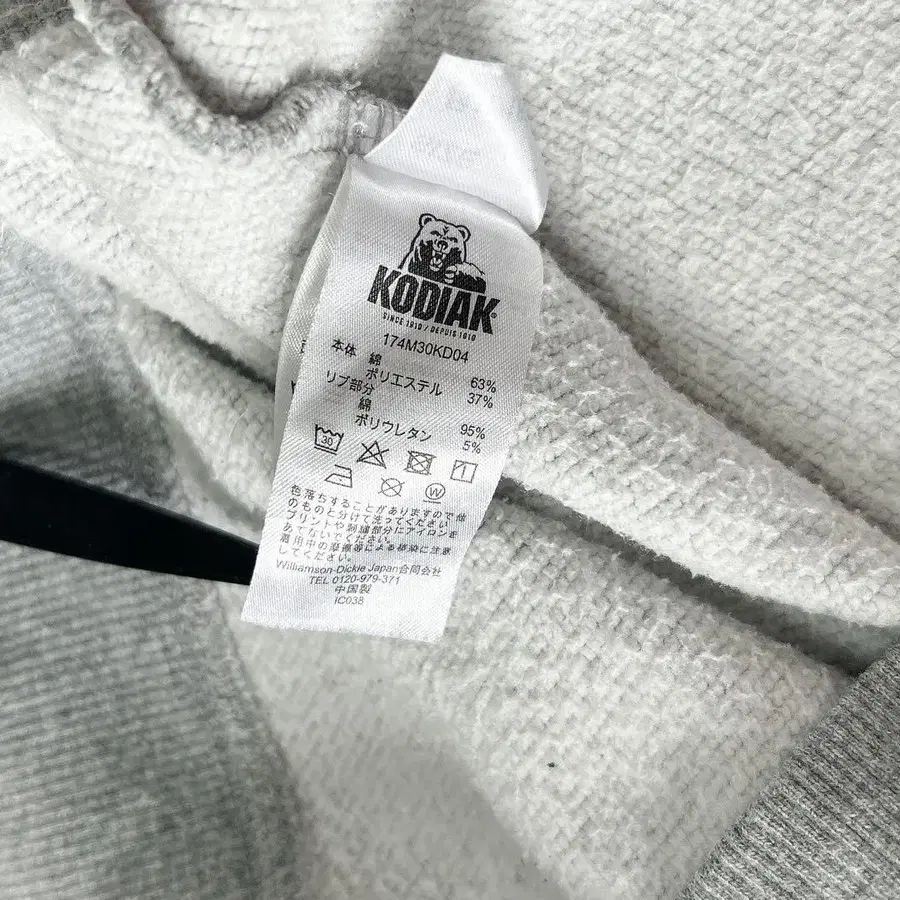 KODIAK
SINCE 1910 / DEPUIS 1910
174M30KD04
本体 綿 63%
ポリエステル 37%
リブ部分
綿 95%
ポリウレタン 5%
30
W
色落ちすることがありますので他
のものと分けて洗ってください
プリントや刺繍部分にアイロンを
あてないでください。
着用中の摩擦等による移染に注意
してください。
Williamson-Dickie Japan合同会社
TEL 0120-979-371
中国製
IC038